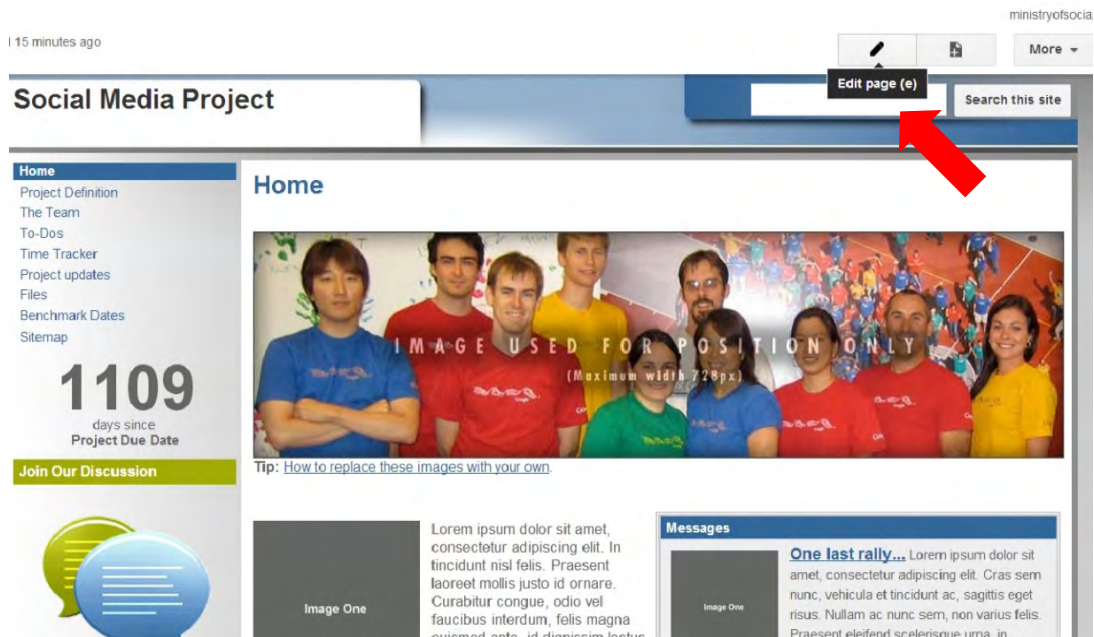 ministryofsocia
15 minutes ago
More
Edit page (e)
Social Media Project
Search this site
Home
Project Definition
The Team
To-Dos
Time Tracker
Project updates
Files
Benchmark Dates
Sitemap
1109
days since
Project Due Date
Join Our Discussion
Home
IMAGE USED FOR POSITION ONLY
(Maximum width 728px)
Tip: How to replace these images with your own.
Image One
Lorem ipsum dolor sit amet,
consectetur adipiscing elit. In
tincidunt nisl felis. Praesent
laoreet mollis justo id ornare.
Curabitur congue, odio vel
faucibus interdum, felis magna
euismod ante, id dignissim lectus
Messages
Image One
One last rally... Lorem ipsum dolor sit
amet, consectetur adipiscing elit. Cras sem
nunc, vehicula et tincidunt ac, sagittis eget
risus. Nullam ac nunc sem, non varius felis.
Praesent eleifend scelerisque urna, in